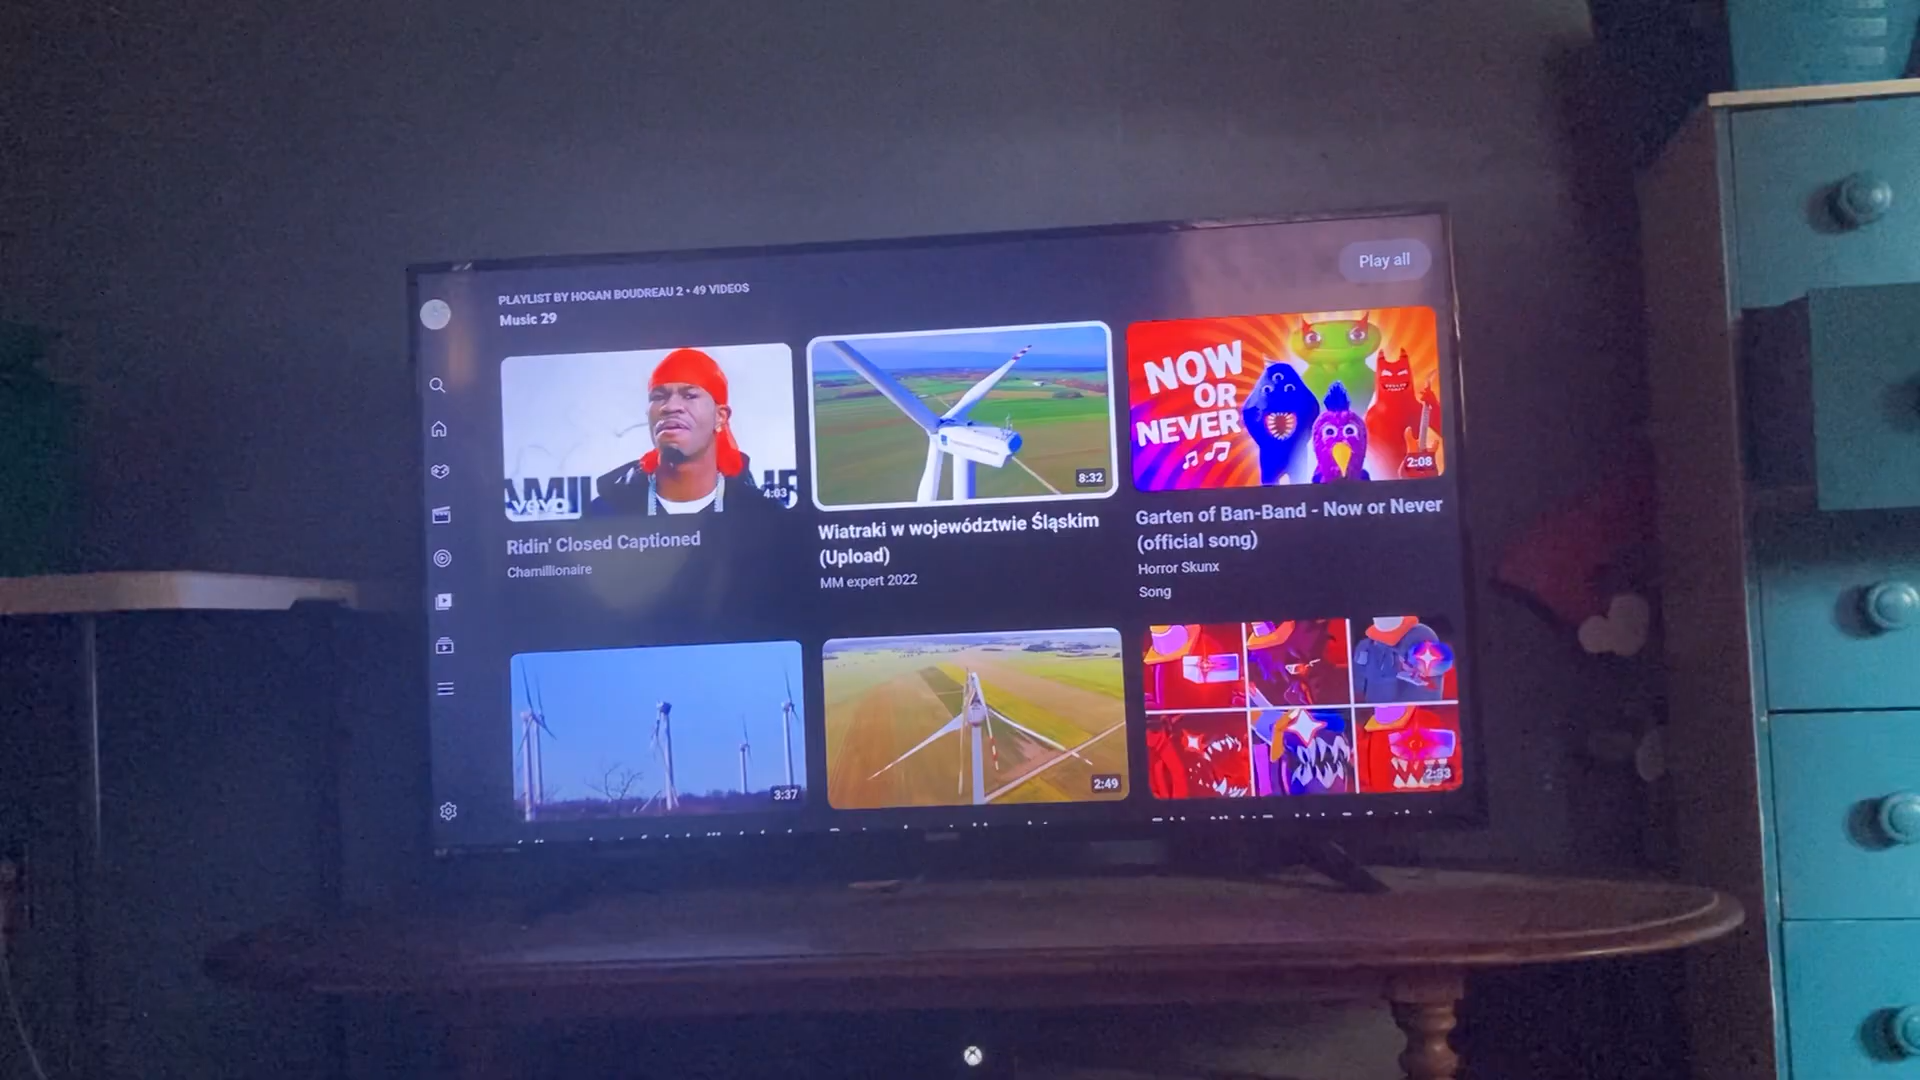 PLAYLIST BY HOGAN BOUDREAU 2 • 49 VIDEOS
Music 29
Play all
vevo
4:03
Ridin' Closed Captioned
Chamillionaire
8:32
Wiatraki w województwie Śląskim
(Upload)
MM expert 2022
NOW
OR
NEVER
2:08
Garten of Ban-Band - Now or Never
(official song)
Horror Skunx
Song
3:37
2:49
2:33